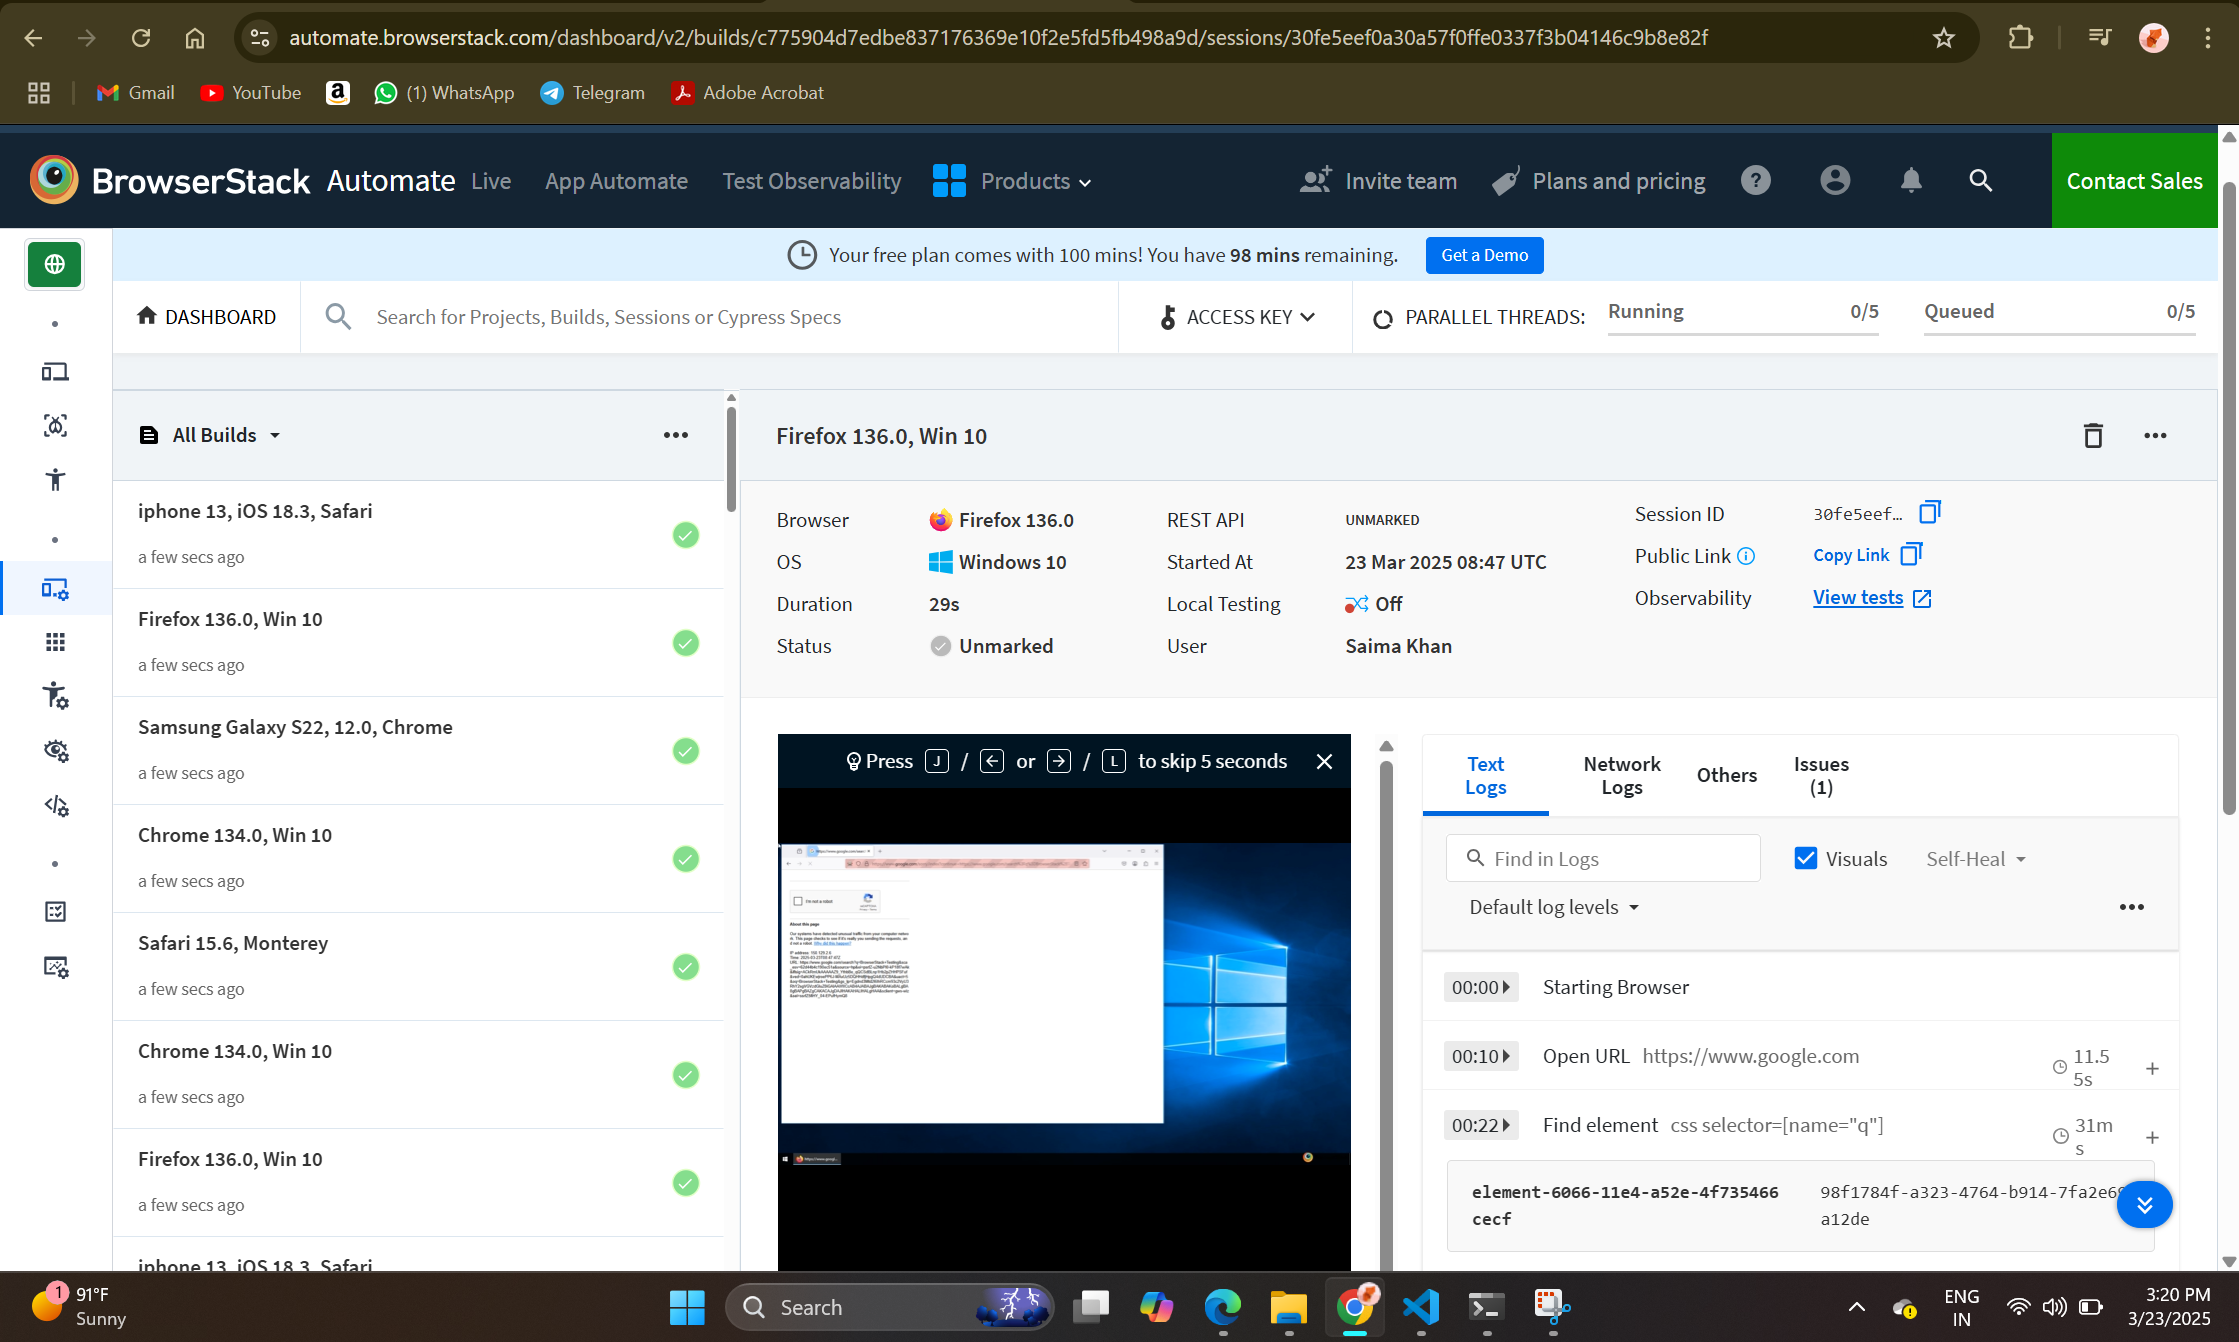 automate.browserstack.com/dashboard/v2/builds/c775904d7edbe837176369e10f2e5fd5fb498a9d/sessions/30fe5eef0a30a57f0ffe0337f3b04146c9b8e82f
Gmail YouTube (1) WhatsApp Telegram Adobe Acrobat
BrowserStack Automate Live App Automate Test Observability Products Invite team Plans and pricing Contact Sales
Your free plan comes with 100 mins! You have 98 mins remaining. Get a Demo
DASHBOARD Search for Projects, Builds, Sessions or Cypress Specs ACCESS KEY PARALLEL THREADS: Running 0/5 Queued 0/5
All Builds
iphone 13, iOS 18.3, Safari
a few secs ago
Firefox 136.0, Win 10
a few secs ago
Samsung Galaxy S22, 12.0, Chrome
a few secs ago
Chrome 134.0, Win 10
a few secs ago
Safari 15.6, Monterey
a few secs ago
Chrome 134.0, Win 10
a few secs ago
Firefox 136.0, Win 10
a few secs ago
iphone 13, iOS 18.3, Safari
Firefox 136.0, Win 10
Browser Firefox 136.0
OS Windows 10
Duration 29s
Status Unmarked
REST API UNMARKED
Started At 23 Mar 2025 08:47 UTC
Local Testing Off
User Saima Khan
Session ID 30fe5eef...
Public Link Copy Link
Observability View tests
Press J / ← or → / L to skip 5 seconds
I'm not a robot
About this page
Text Logs
Network Logs
Others
Issues (1)
Find in Logs Visuals Self-Heal
Default log levels
00:00 Starting Browser
00:10 Open URL https://www.google.com 11.55s
00:22 Find element css selector=[name="q"] 31ms
element-6066-11e4-a52e-4f735466
cecf
98f1784f-a323-4764-b914-7fa2e6
a12de
1
91°F
Sunny
Search
ENG
IN
3:20 PM
3/23/2025